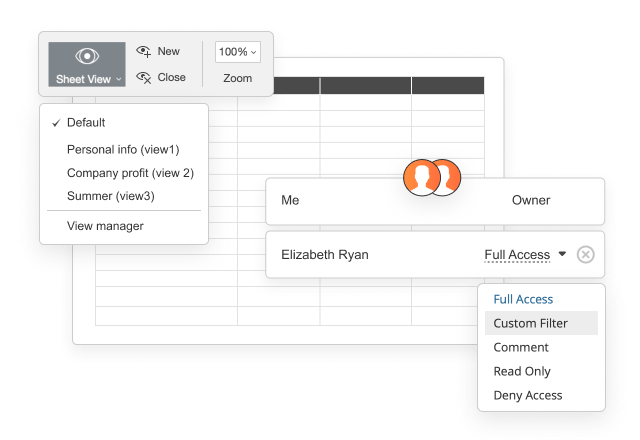 Sheet View
New
Close
100%
Zoom
Default
Personal info (view1)
Company profit (view 2)
Summer (view3)
View manager
Me
Owner
Elizabeth Ryan
Full Access
Full Access
Custom Filter
Comment
Read Only
Deny Access